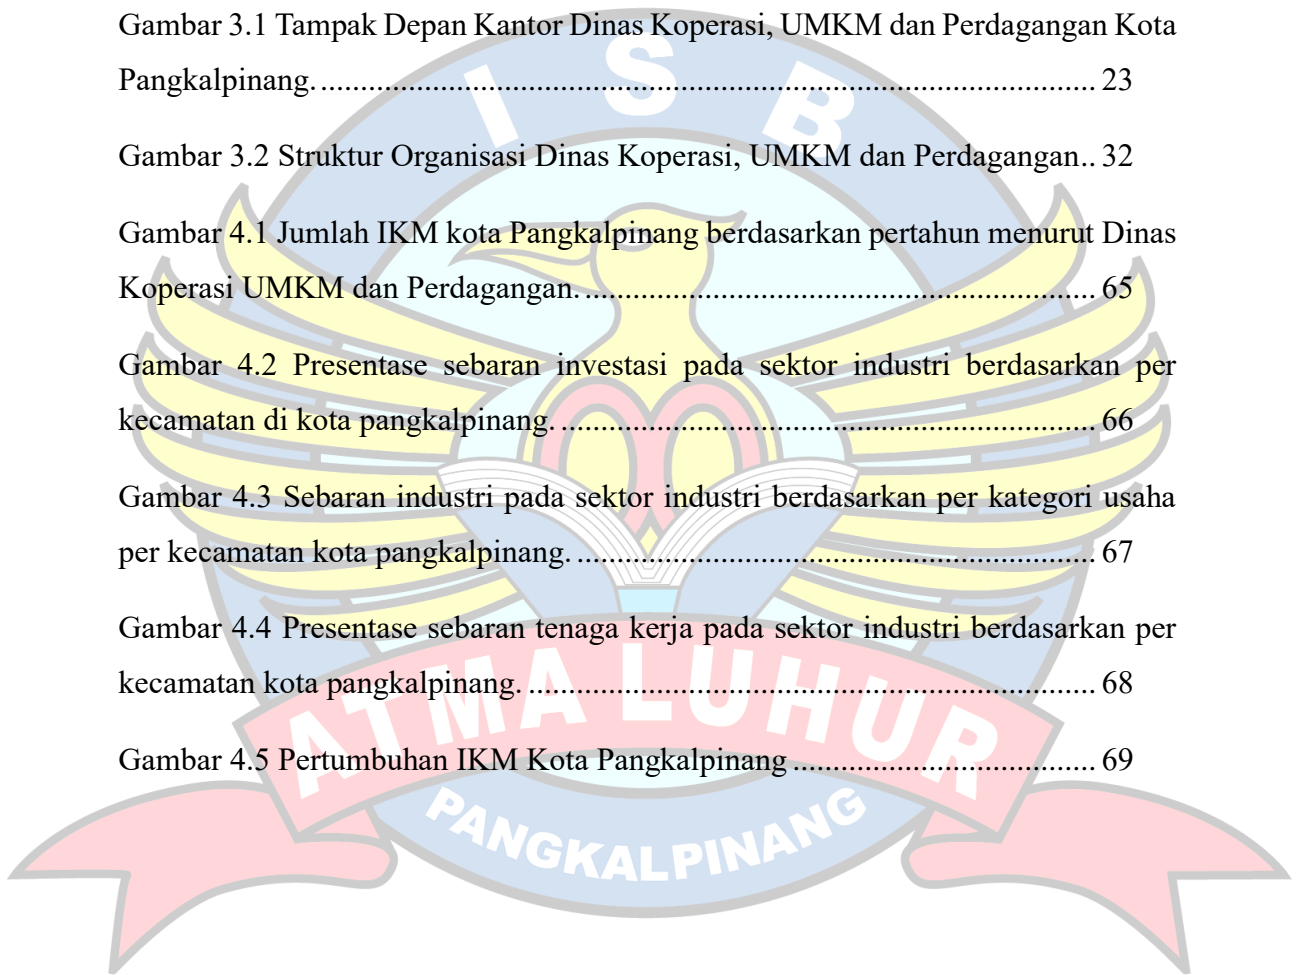 Gambar 3.1 Tampak Depan Kantor Dinas Koperasi, UMKM dan Perdagangan Kota
Pangkalpinang. ................................................................................................ 23
Gambar 3.2 Struktur Organisasi Dinas Koperasi, UMKM dan Perdagangan.. 32
Gambar 4.1 Jumlah IKM kota Pangkalpinang berdasarkan pertahun menurut Dinas
Koperasi UMKM dan Perdagangan. ................................................................ 65
Gambar 4.2 Presentase sebaran investasi pada sektor industri berdasarkan per
kecamatan di kota pangkalpinang. ................................................................... 66
Gambar 4.3 Sebaran industri pada sektor industri berdasarkan per kategori usaha
per kecamatan kota pangkalpinang. ................................................................. 67
Gambar 4.4 Presentase sebaran tenaga kerja pada sektor industri berdasarkan per
kecamatan kota pangkalpinang. ....................................................................... 68
Gambar 4.5 Pertumbuhan IKM Kota Pangkalpinang ...................................... 69
I S B
ATMA LUHUR
PANGKALPINANG